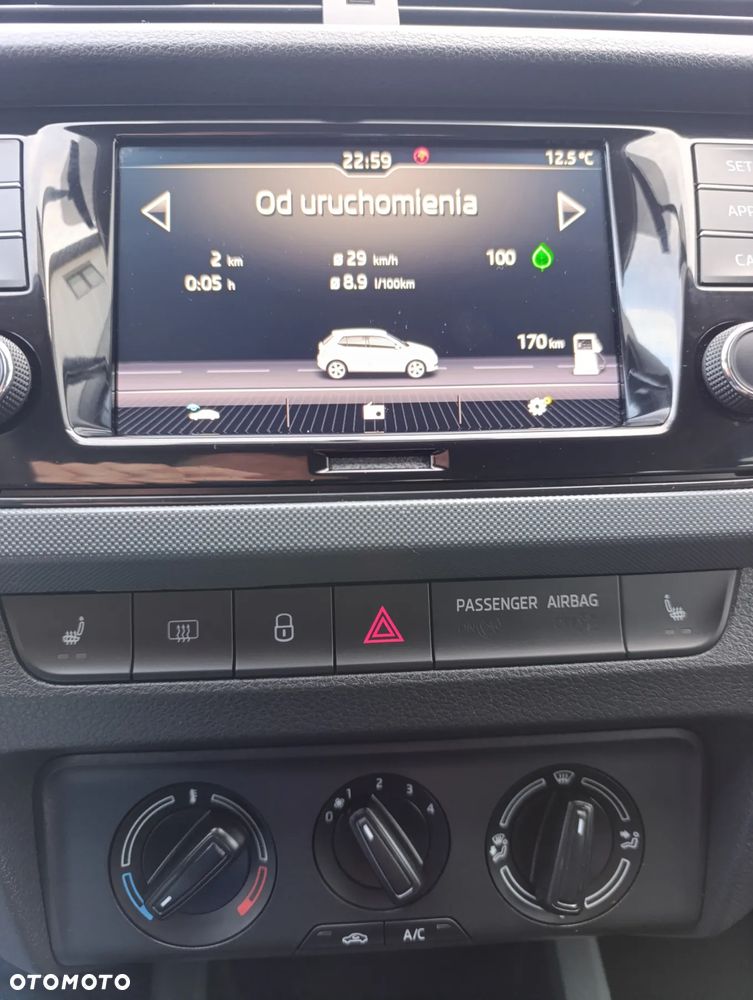 22:59 12.5°C
SET
Od uruchomienia
APP
2 km ø 29 km/h 100
CA
0:05 h ø 8.9 l/100km
170 km
PASSENGER AIRBAG
0 1 2 3 4
A/C
OTOMOTO